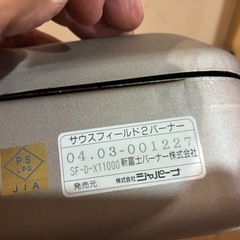 サウスフィールド2バーナー
04.03-001227
SF-D-X11000 新富士バーナー株式会社
発売元 株式会社 ジャパーナ
PS
LPG
JIA